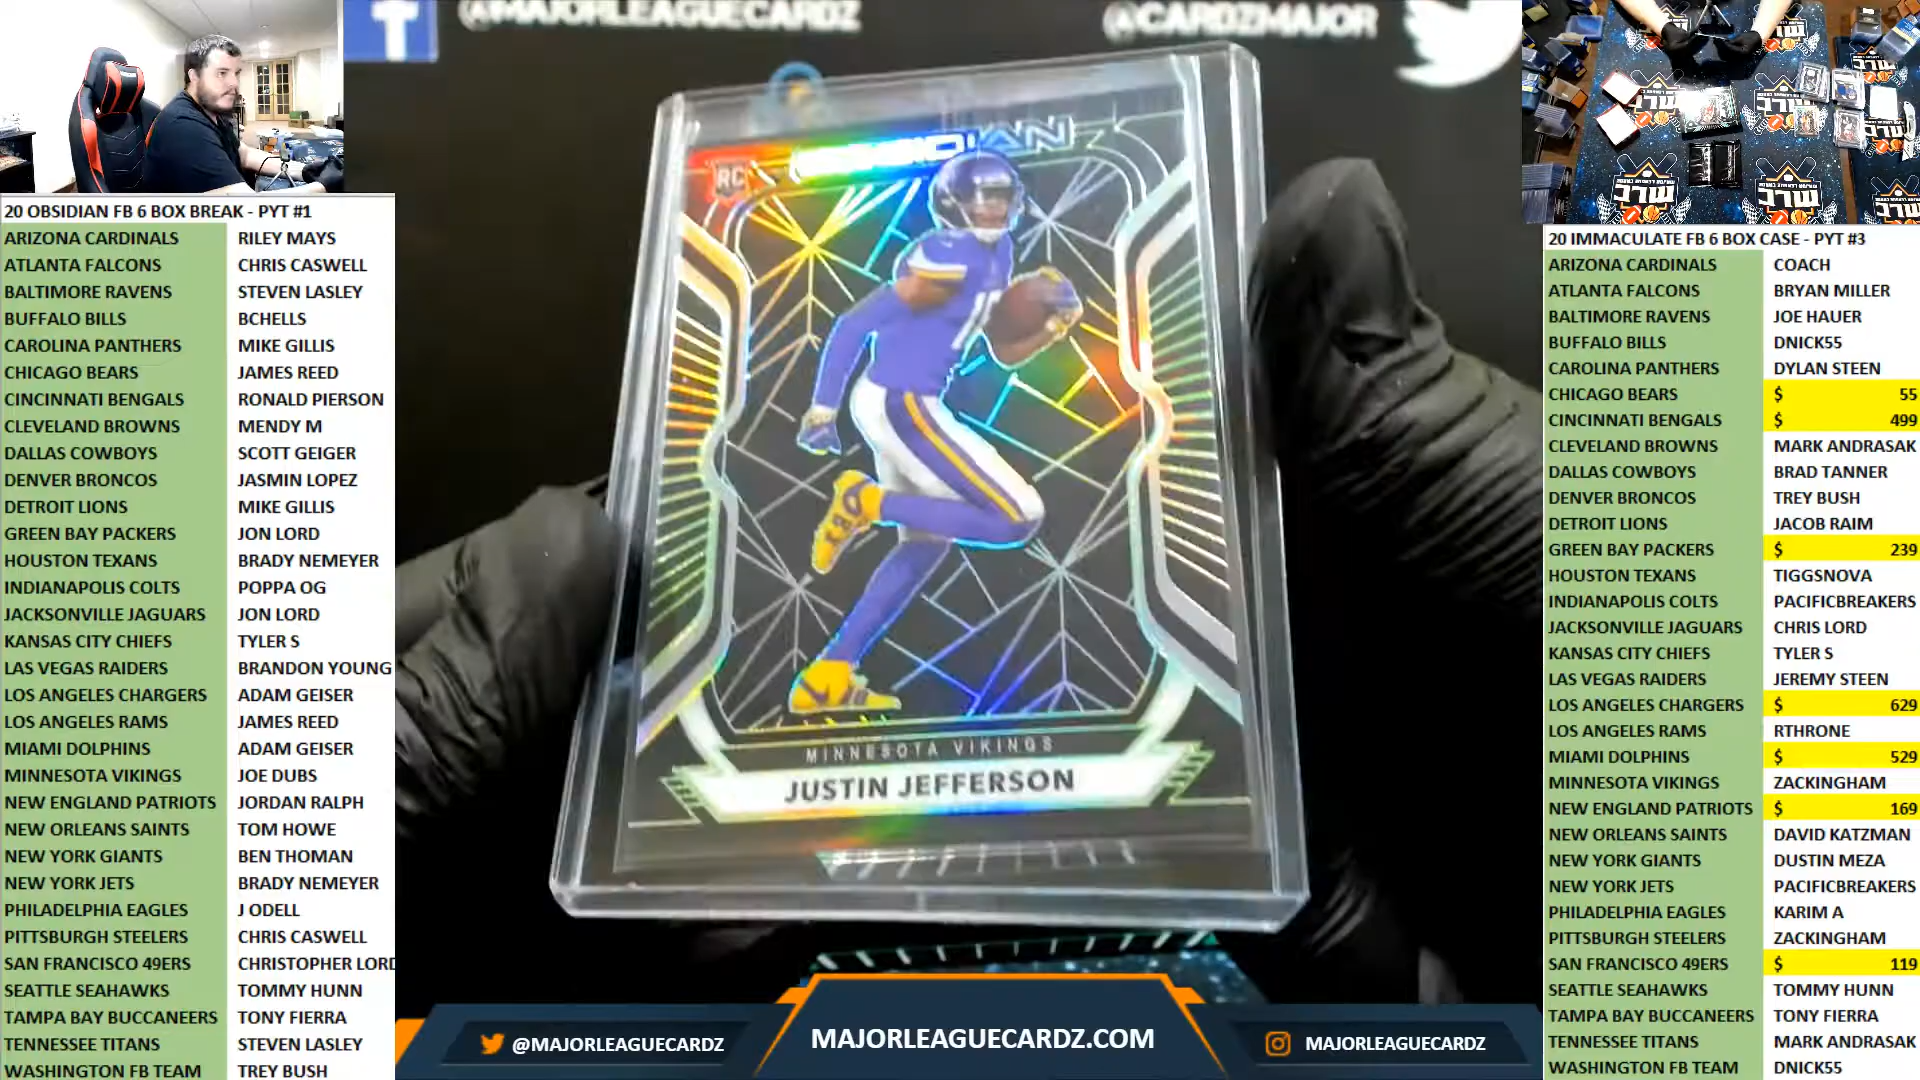 @MAJORLEAGUECARDZ
@CARDZMAJOR
20 OBSIDIAN FB 6 BOX BREAK - PYT #1
ARIZONA CARDINALS RILEY MAYS
ATLANTA FALCONS CHRIS CASWELL
BALTIMORE RAVENS STEVEN LASLEY
BUFFALO BILLS BCHELLS
CAROLINA PANTHERS MIKE GILLIS
CHICAGO BEARS JAMES REED
CINCINNATI BENGALS RONALD PIERSON
CLEVELAND BROWNS MENDY M
DALLAS COWBOYS SCOTT GEIGER
DENVER BRONCOS JASMIN LOPEZ
DETROIT LIONS MIKE GILLIS
GREEN BAY PACKERS JON LORD
HOUSTON TEXANS BRADY NEMEYER
INDIANAPOLIS COLTS POPPA OG
JACKSONVILLE JAGUARS JON LORD
KANSAS CITY CHIEFS TYLER S
LAS VEGAS RAIDERS BRANDON YOUNG
LOS ANGELES CHARGERS ADAM GEISER
LOS ANGELES RAMS JAMES REED
MIAMI DOLPHINS ADAM GEISER
MINNESOTA VIKINGS JOE DUBS
NEW ENGLAND PATRIOTS JORDAN RALPH
NEW ORLEANS SAINTS TOM HOWE
NEW YORK GIANTS BEN THOMAN
NEW YORK JETS BRADY NEMEYER
PHILADELPHIA EAGLES J ODELL
PITTSBURGH STEELERS CHRIS CASWELL
SAN FRANCISCO 49ERS CHRISTOPHER LORD
SEATTLE SEAHAWKS TOMMY HUNN
TAMPA BAY BUCCANEERS TONY FIERRA
TENNESSEE TITANS STEVEN LASLEY
WASHINGTON FB TEAM TREY BUSH
OBSIDIAN
RC
MINNESOTA VIKINGS
JUSTIN JEFFERSON
@MAJORLEAGUECARDZ
MAJORLEAGUECARDZ.COM
MAJORLEAGUECARDZ
20 IMMACULATE FB 6 BOX CASE - PYT #3
ARIZONA CARDINALS COACH
ATLANTA FALCONS BRYAN MILLER
BALTIMORE RAVENS JOE HAUER
BUFFALO BILLS DNICK55
CAROLINA PANTHERS DYLAN STEEN
CHICAGO BEARS $ 55
CINCINNATI BENGALS $ 499
CLEVELAND BROWNS MARK ANDRASAK
DALLAS COWBOYS BRAD TANNER
DENVER BRONCOS TREY BUSH
DETROIT LIONS JACOB RAIM
GREEN BAY PACKERS $ 239
HOUSTON TEXANS TIGGSNOVA
INDIANAPOLIS COLTS PACIFICBREAKERS
JACKSONVILLE JAGUARS CHRIS LORD
KANSAS CITY CHIEFS TYLER S
LAS VEGAS RAIDERS JEREMY STEEN
LOS ANGELES CHARGERS $ 629
LOS ANGELES RAMS RTHRONE
MIAMI DOLPHINS $ 529
MINNESOTA VIKINGS ZACKINGHAM
NEW ENGLAND PATRIOTS $ 169
NEW ORLEANS SAINTS DAVID KATZMAN
NEW YORK GIANTS DUSTIN MEZA
NEW YORK JETS PACIFICBREAKERS
PHILADELPHIA EAGLES KARIM A
PITTSBURGH STEELERS ZACKINGHAM
SAN FRANCISCO 49ERS $ 119
SEATTLE SEAHAWKS TOMMY HUNN
TAMPA BAY BUCCANEERS TONY FIERRA
TENNESSEE TITANS MARK ANDRASAK
WASHINGTON FB TEAM DNICK55